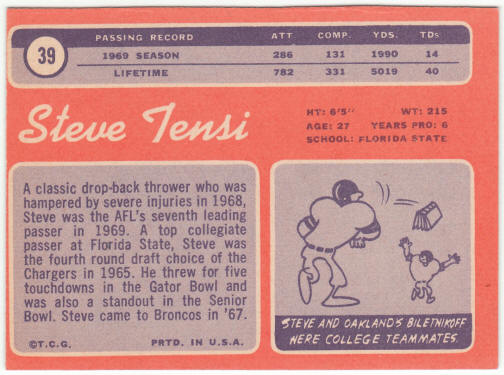 39
PASSING RECORD ATT COMP. YDS. TDs
1969 SEASON 286 131 1990 14
LIFETIME 782 331 5019 40
Steve Tensi
HT: 6'5" WT: 215
AGE: 27 YEARS PRO: 6
SCHOOL: FLORIDA STATE
A classic drop-back thrower who was
hampered by severe injuries in 1968,
Steve was the AFL's seventh leading
passer in 1969. A top collegiate
passer at Florida State, Steve was
the fourth round draft choice of the
Chargers in 1965. He threw for five
touchdowns in the Gator Bowl and
was also a standout in the Senior
Bowl. Steve came to Broncos in '67.
©T.C.G. PRTD. IN U.S.A.
STEVE AND OAKLAND'S BILETNIKOFF
WERE COLLEGE TEAMMATES.